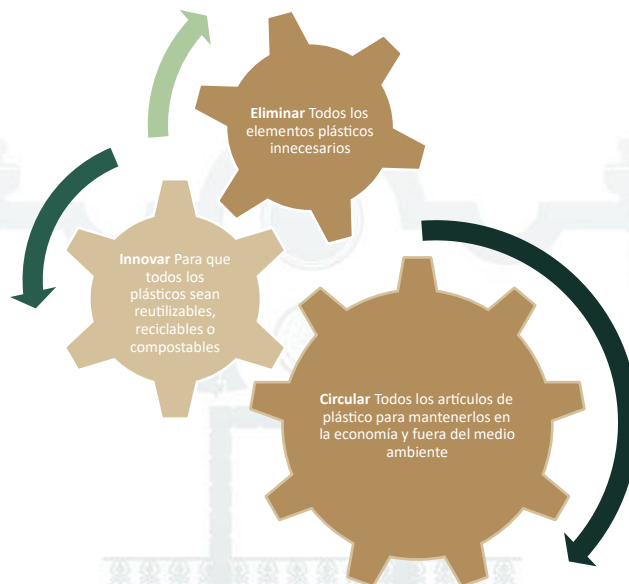 Eliminar Todos los
elementos plásticos
innecesarios
Innovar Para que
todos los
plásticos sean
reutilizables,
reciclables o
compostables
Circular Todos los artículos de
plástico para mantenerlos en
la economía y fuera del medio
ambiente